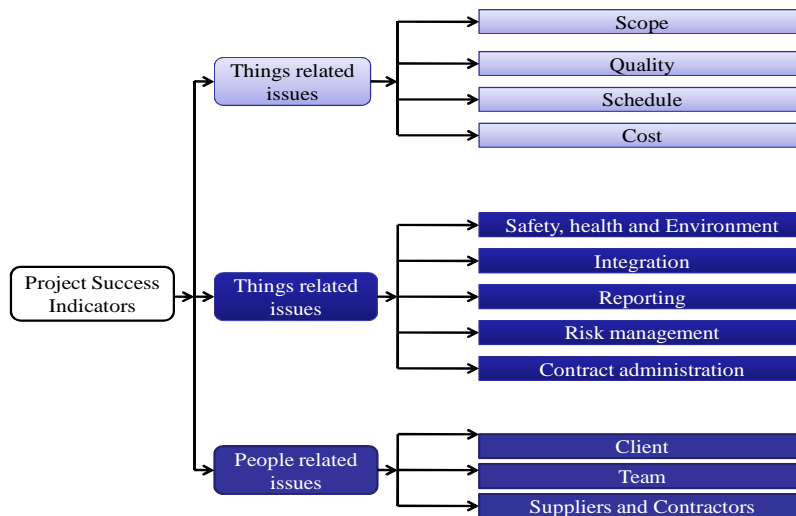 Project Success
Indicators
Things related
issues
Scope
Quality
Schedule
Cost
Things related
issues
Safety, health and Environment
Integration
Reporting
Risk management
Contract administration
People related
issues
Client
Team
Suppliers and Contractors